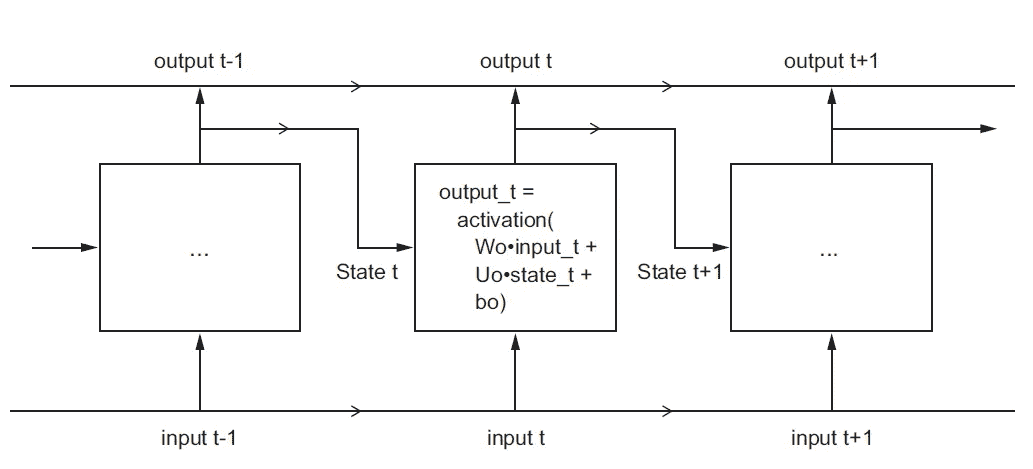 output t-1
output t
output t+1
...
output_t =
activation(
Wo•input_t +
Uo•state_t +
bo)
...
State t
State t+1
input t-1
input t
input t+1